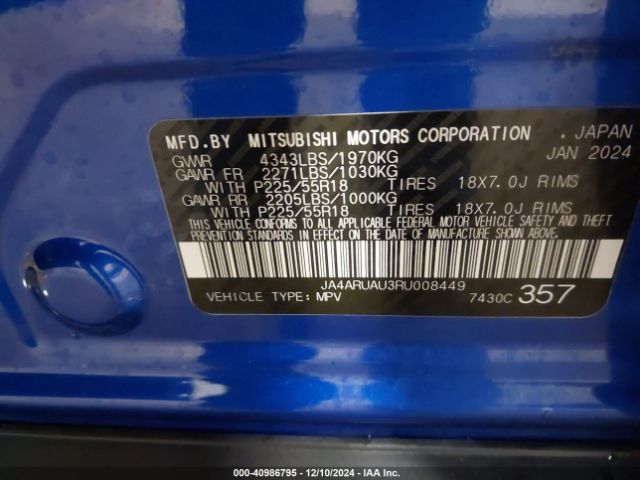 MFD.BY MITSUBISHI MOTORS CORPORATION . JAPAN
GWWR 4343LBS/1970KG JAN 2024
GAWR FR 2271LBS/1030KG
WITH P225/55R18 TIRES 18X7.0J RIMS
GAWR RR 2205LBS/1000KG
WITH P225/55R18 TIRES 18X7.0J RIMS
THIS VEHICLE CONFORMS TO ALL APPLICABLE FEDERAL MOTOR VEHICLE SAFETY AND THEFT
PREVENTION STANDARDS IN EFFECT ON THE DATE OF MANUFACTURE SHOWN ABOVE.
JA4ARUAU3RU008449
VEHICLE TYPE:MPV 7430C 357
000-40986795 - 12/10/2024 - IAA Inc.